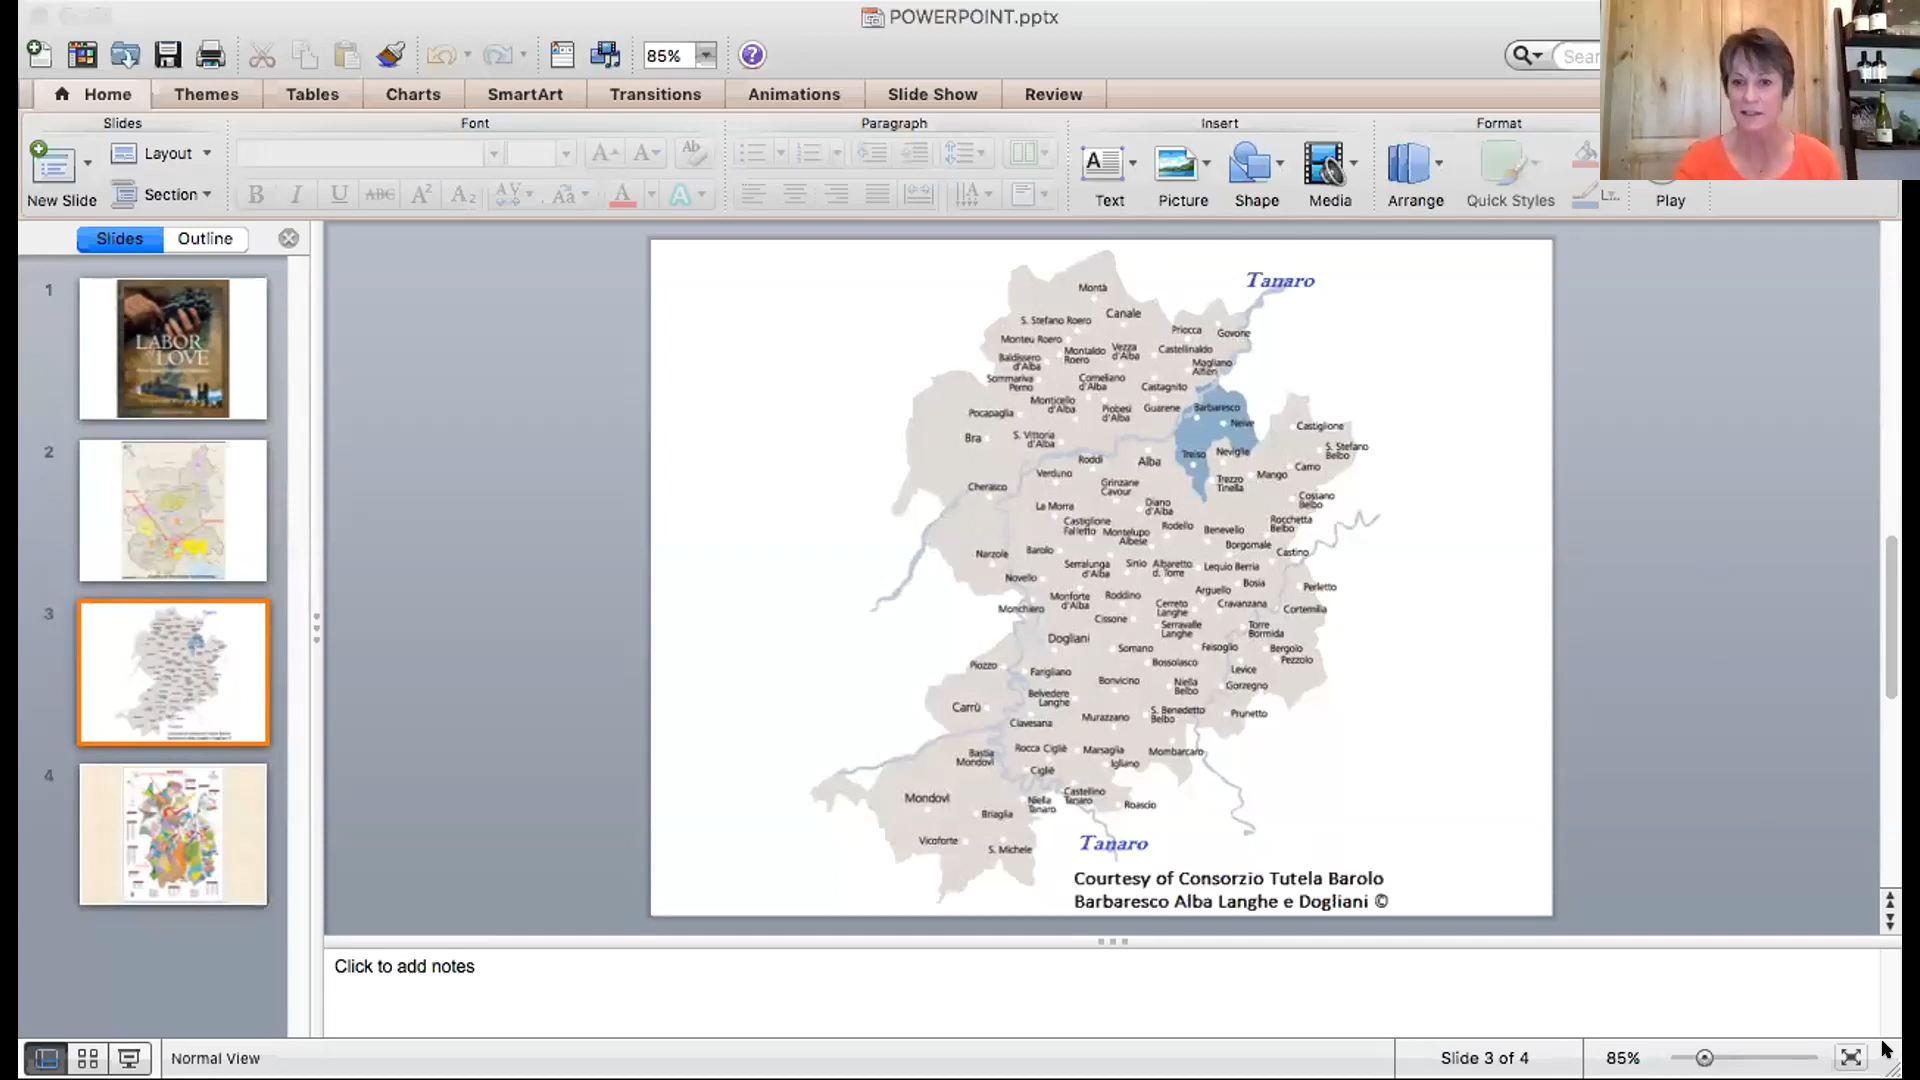 POWERPOINT.pptx
85%
Sear
Home
Themes
Tables
Charts
SmartArt
Transitions
Animations
Slide Show
Review
Slides
Font
Paragraph
Insert
Format
New Slide
Layout
Section
B I U ABC A² A₂
Text
Picture
Shape
Media
Arrange
Quick Styles
Play
Slides
Outline
1
LABOR
of LOVE
2
3
4
Tanaro
Montà
Canale
S. Stefano Roero
Priocca
Govone
Monteu Roero
Montaldo
Roero
Vezza
d'Alba
Castellinaldo
Baldissero
d'Alba
Magliano
Alfieri
Sommariva
Perno
Corneliano
d'Alba
Castagnito
Monticello
d'Alba
Piobesi
d'Alba
Guarene
Barbaresco
Pocapaglia
Neive
Castiglione
Bra
S. Vittoria
d'Alba
S. Stefano
Belbo
Roddi
Alba
Treiso
Neviglie
Camo
Verduno
Mango
Cherasco
Grinzane
Cavour
Trezzo
Tinella
La Morra
Diano
d'Alba
Cossano
Belbo
Castiglione
Falletto
Montelupo
Albese
Rodello
Benevello
Rocchetta
Belbo
Narzole
Barolo
Borgomale
Castino
Serralunga
d'Alba
Sinio
Albaretto
d. Torre
Lequio Berria
Novello
Bosia
Perletto
Arguello
Monchiero
Monforte
d'Alba
Roddino
Cerreto
Langhe
Cravanzana
Cortemilia
Cissone
Serravalle
Langhe
Torre
Bormida
Dogliani
Somano
Feisoglio
Bergolo
Pezzolo
Piozzo
Farigliano
Bossolasco
Levice
Bonvicino
Niella
Belbo
Gorzegno
Belvedere
Langhe
Carrù
Clavesana
Murazzano
S. Benedetto
Belbo
Prunetto
Bastia
Mondovì
Rocca Cigliè
Marsaglia
Mombarcaro
Igliano
Cigliè
Mondovì
Niella
Tanaro
Castellino
Tanaro
Roascio
Briaglia
Vicoforte
S. Michele
Tanaro
Courtesy of Consorzio Tutela Barolo
Barbaresco Alba Langhe e Dogliani ©
Click to add notes
Normal View
Slide 3 of 4
85%